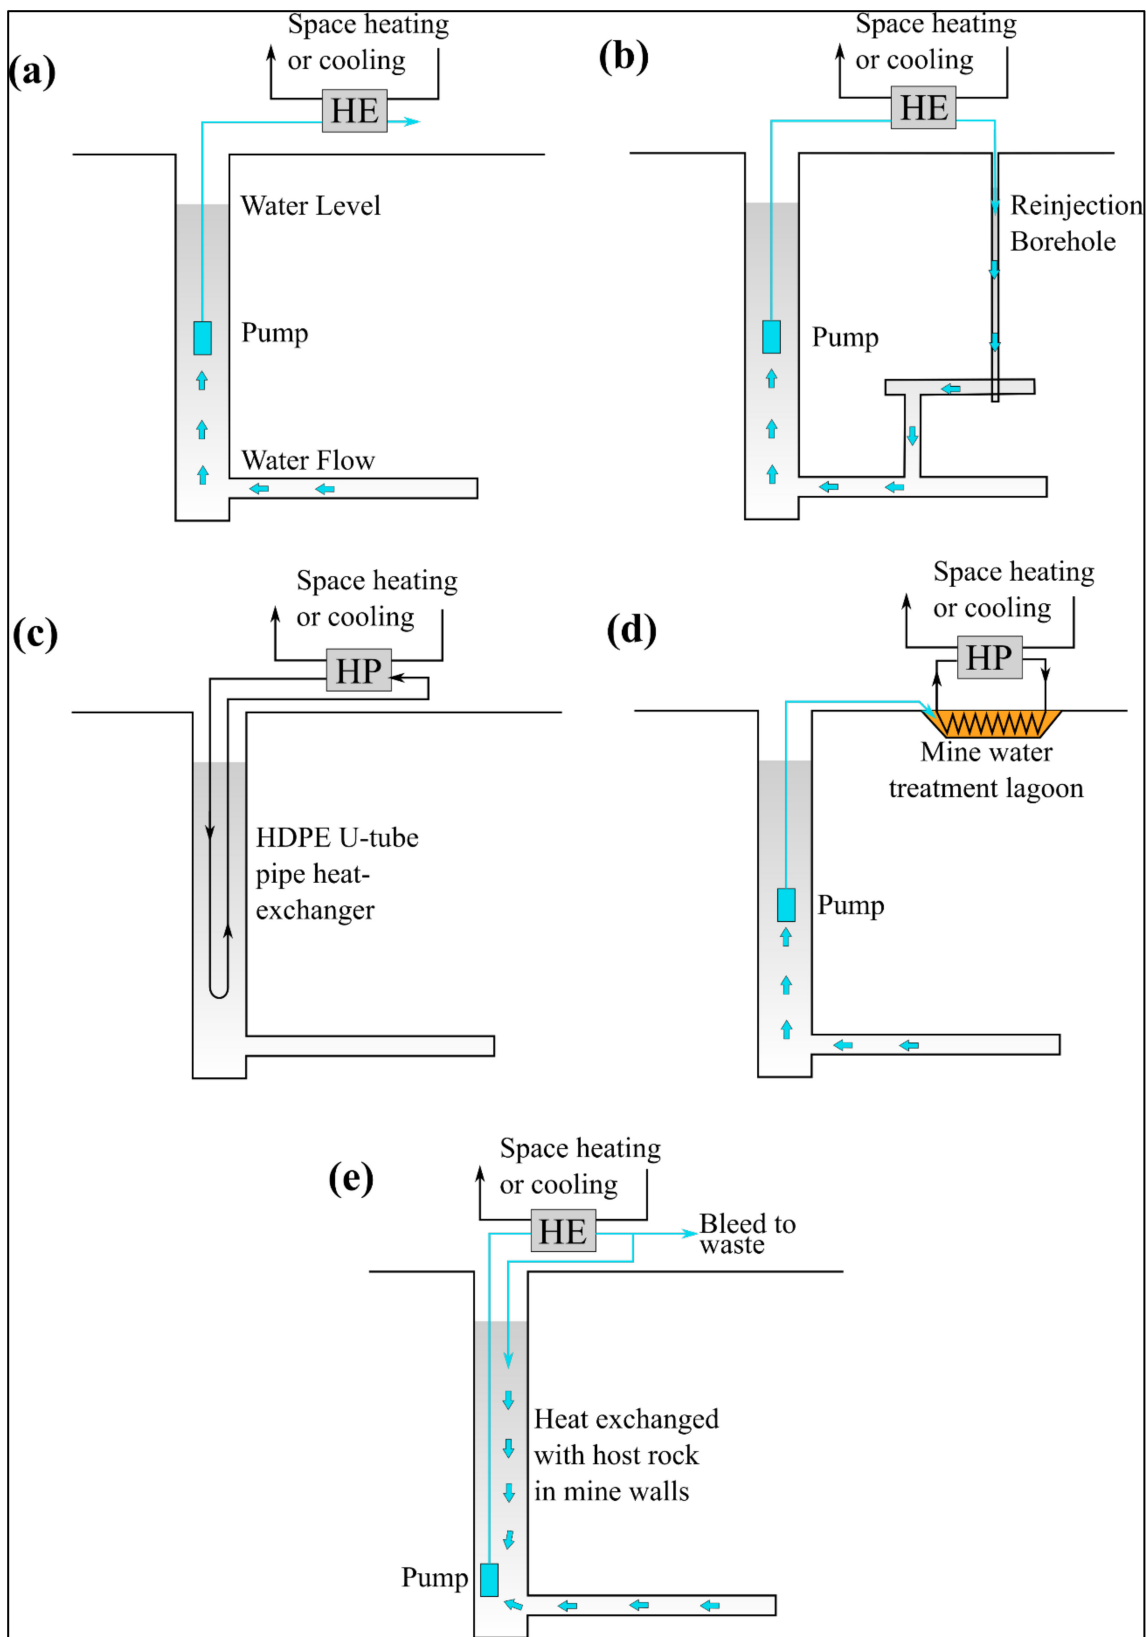 (a)
Space heating
or cooling
HE
Water Level
Pump
Water Flow
(b)
Space heating
or cooling
HE
Reinjection
Borehole
Pump
(c)
Space heating
or cooling
HP
HDPE U-tube
pipe heat-
exchanger
(d)
Space heating
or cooling
HP
Mine water
treatment lagoon
Pump
(e)
Space heating
or cooling
HE
Bleed to
waste
Heat exchanged
with host rock
in mine walls
Pump